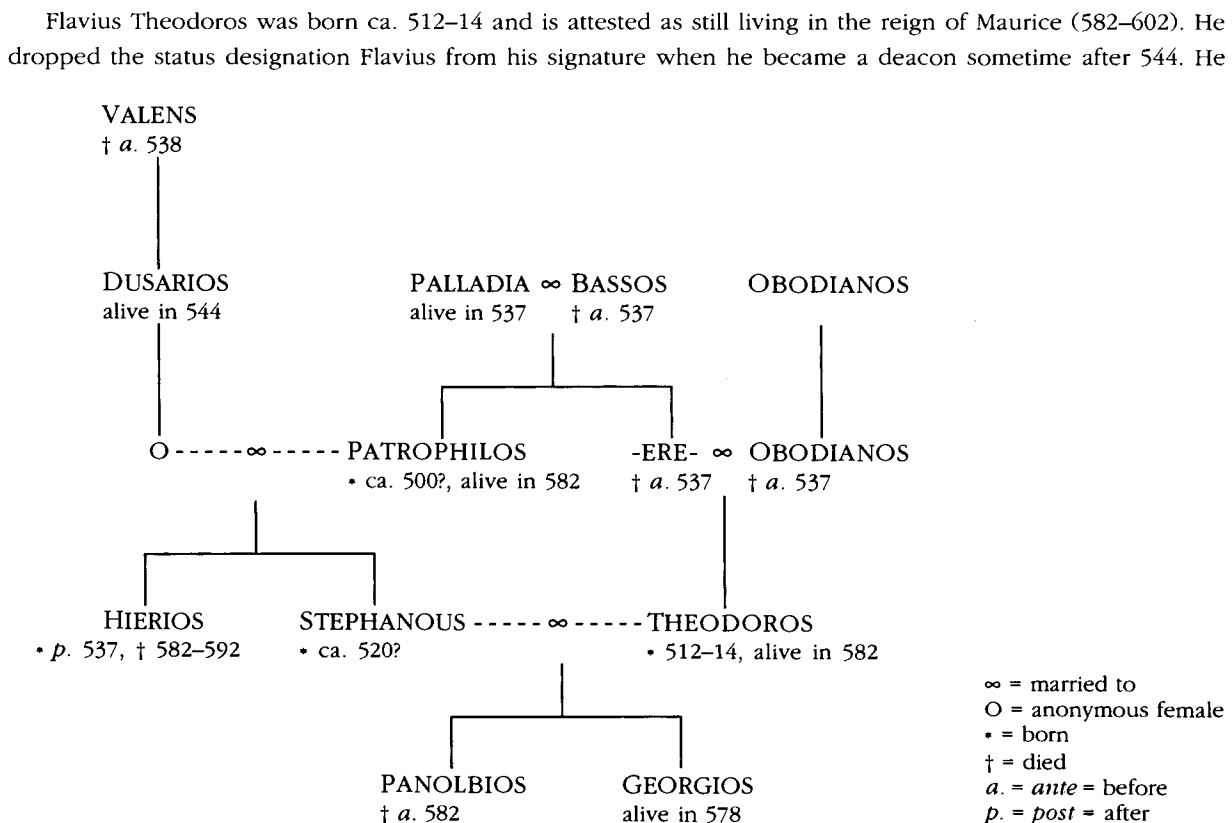 Flavius Theodoros was born ca. 512–14 and is attested as still living in the reign of Maurice (582–602). He
dropped the status designation Flavius from his signature when he became a deacon sometime after 544. He
VALENS
† a. 538
DUSARIOS
alive in 544
PALLADIA ∞ BASSOS
alive in 537 † a. 537
OBODIANOS
O - - - - - ∞ - - - - - PATROPHILOS
* ca. 500?, alive in 582
-ERE- ∞ OBODIANOS
† a. 537 † a. 537
HIERIOS
* p. 537, † 582–592
STEPHANOUS - - - - - ∞ - - - - - THEODOROS
* ca. 520? * 512–14, alive in 582
PANOLBIOS
† a. 582
GEORGIOS
alive in 578
∞ = married to
O = anonymous female
* = born
† = died
a. = ante = before
p. = post = after